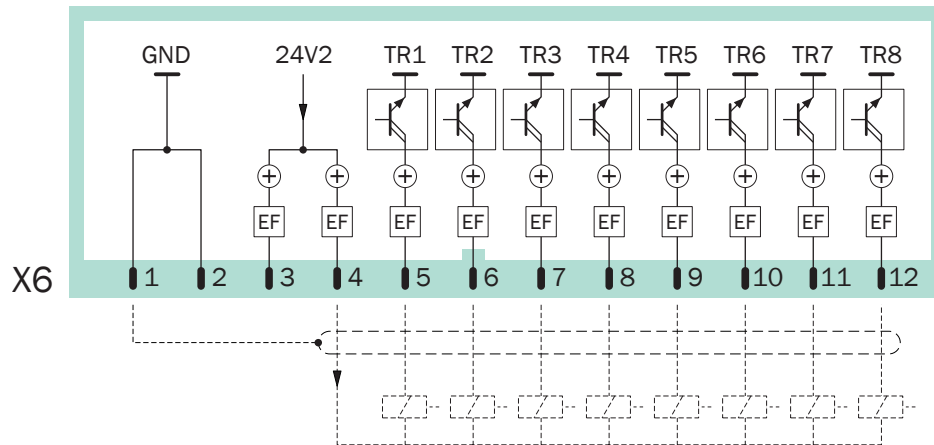 GND 24V2 TR1 TR2 TR3 TR4 TR5 TR6 TR7 TR8
EF EF EF EF EF EF EF EF EF EF
X6 1 2 3 4 5 6 7 8 9 10 11 12